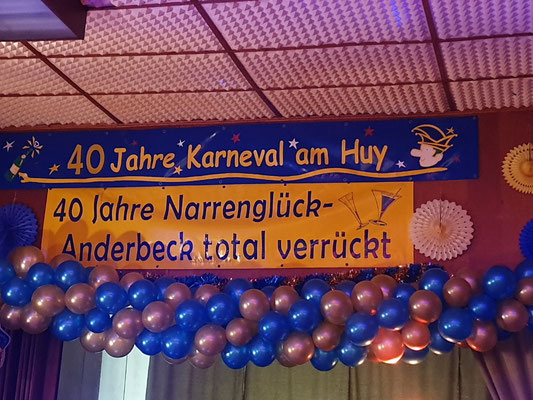 40 Jahre Karneval am Huy
40 Jahre Narrenglück-
Anderbeck total verrückt